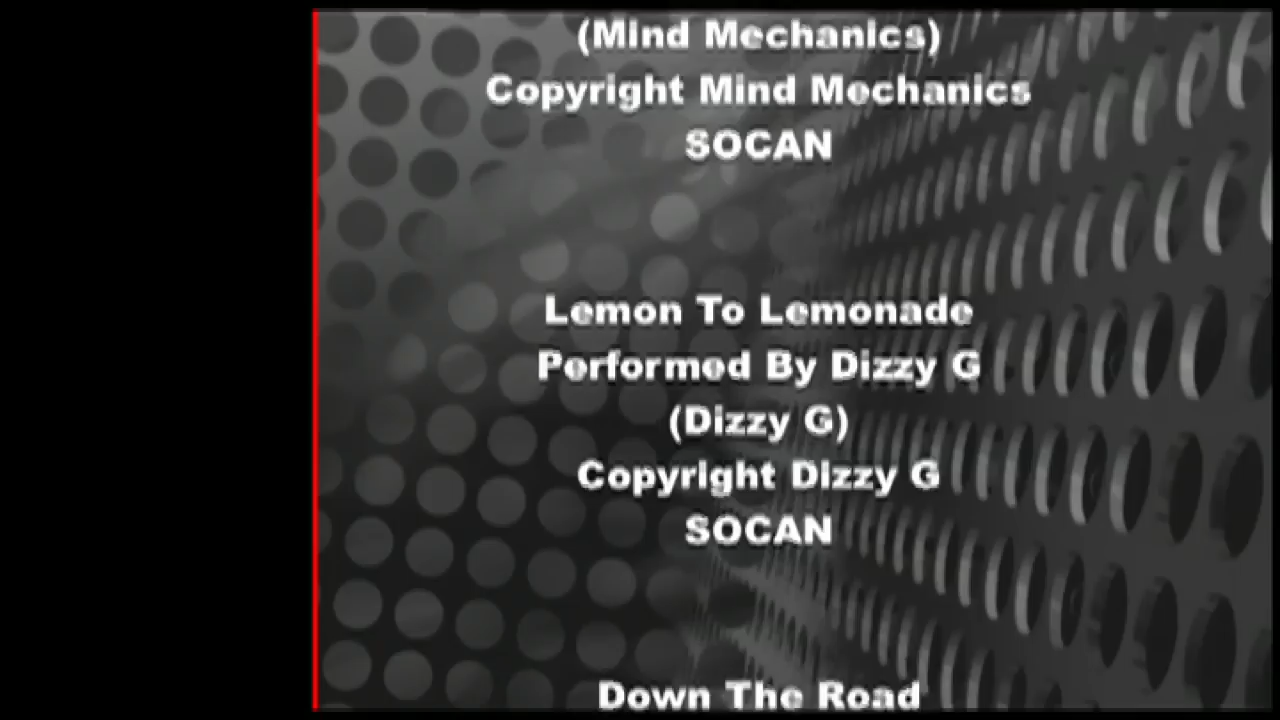 (Mind Mechanics)
Copyright Mind Mechanics
SOCAN
Lemon To Lemonade
Performed By Dizzy G
(Dizzy G)
Copyright Dizzy G
SOCAN
Down The Road